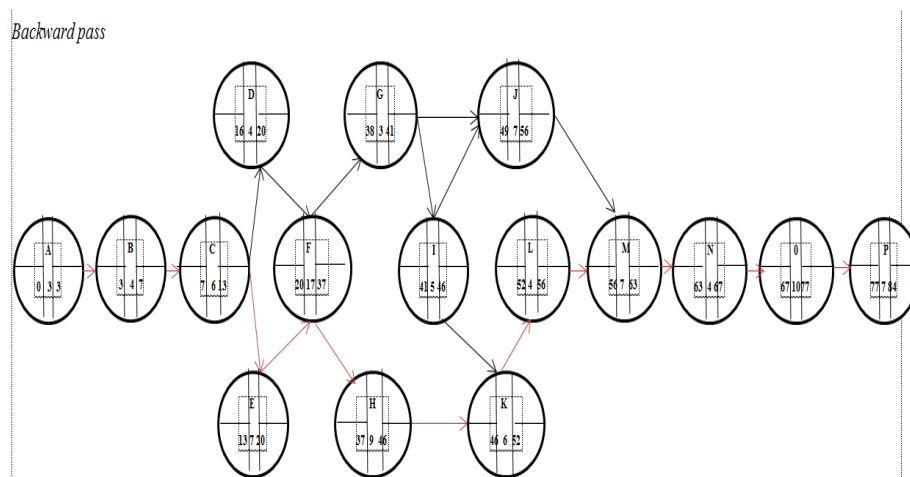 Backward pass
D
16 4 20
G
38 3 41
J
49 7 56
A
0 3 3
B
3 4 7
C
7 6 13
F
20 17 37
I
41 5 46
L
52 4 56
M
56 7 63
N
63 4 67
0
67 10 77
P
77 7 84
E
13 7 20
H
37 9 46
K
46 6 52